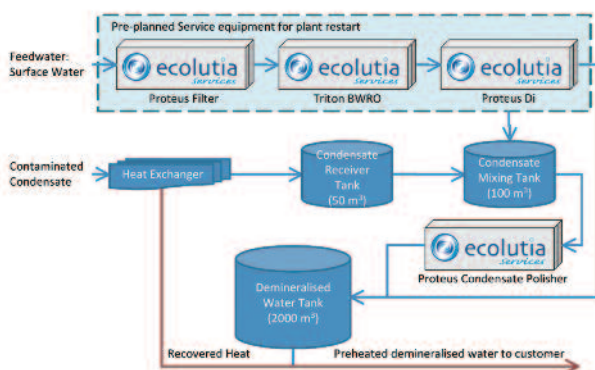 Pre-planned Service equipment for plant restart
Feedwater:
Surface Water
ecolutia
services
Proteus Filter
ecolutia
services
Triton BWRO
ecolutia
services
Proteus Di
Contaminated
Condensate
Heat Exchanger
Condensate
Receiver
Tank
(50 m³)
Condensate
Mixing Tank
(100 m³)
ecolutia
services
Proteus Condensate Polisher
Demineralised
Water Tank
(2000 m³)
Recovered Heat
Preheated demineralised water to customer